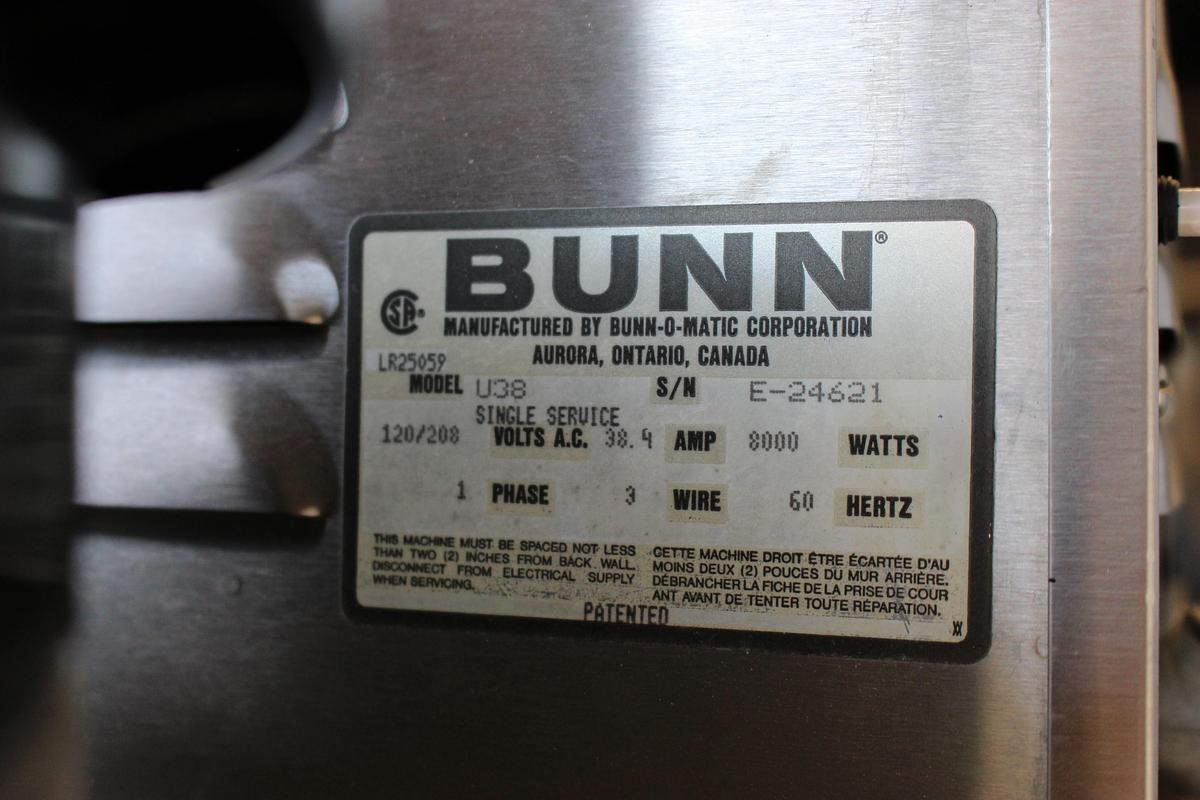 BUNN®
SA®
MANUFACTURED BY BUNN-O-MATIC CORPORATION
AURORA, ONTARIO, CANADA
LR25059
MODEL U38 S/N E-24621
SINGLE SERVICE
120/208 VOLTS A.C. 38.4 AMP 8000 WATTS
1 PHASE 3 WIRE 60 HERTZ
THIS MACHINE MUST BE SPACED NOT LESS
THAN TWO (2) INCHES FROM BACK WALL.
DISCONNECT FROM ELECTRICAL SUPPLY
WHEN SERVICING.
CETTE MACHINE DROIT ÊTRE ÉCARTÉE D'AU
MOINS DEUX (2) POUCES DU MUR ARRIÈRE.
DÉBRANCHER LA FICHE DE LA PRISE DE COUR
ANT AVANT DE TENTER TOUTE RÉPARATION.
PATENTED